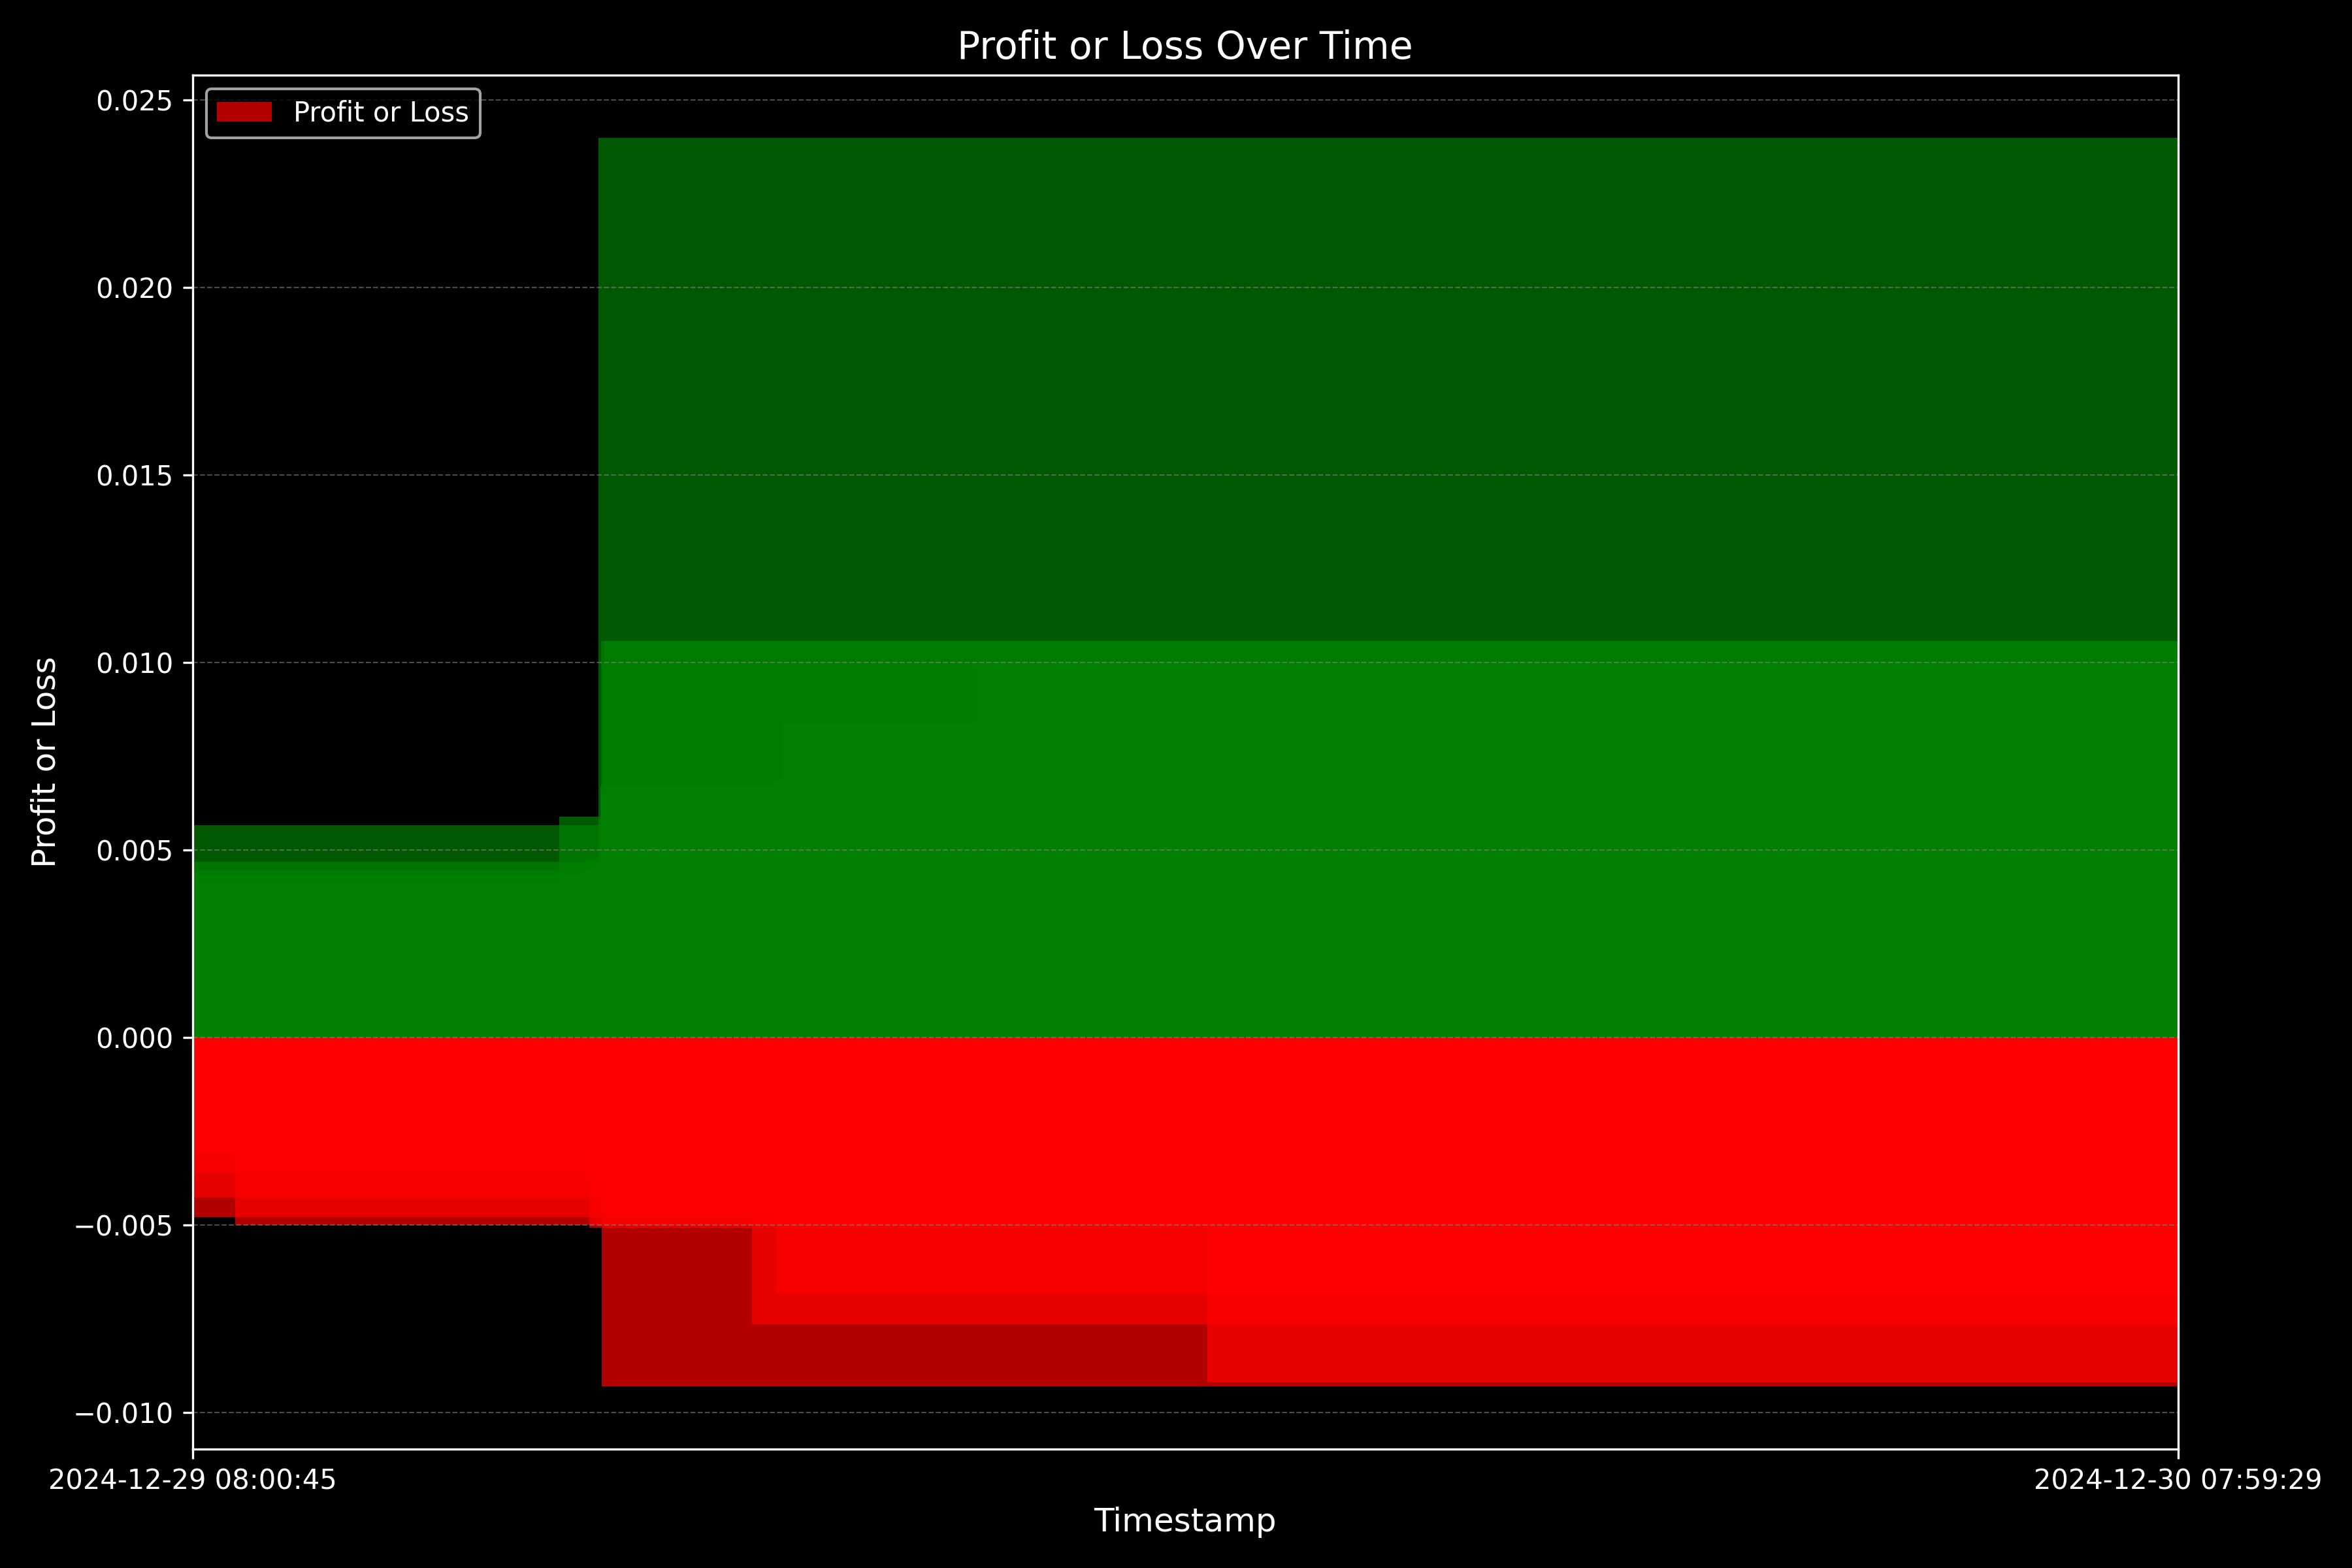 Profit or Loss Over Time
Profit or Loss
0.025
0.020
0.015
0.010
0.005
0.000
−0.005
−0.010
Profit or Loss
2024-12-29 08:00:45
2024-12-30 07:59:29
Timestamp